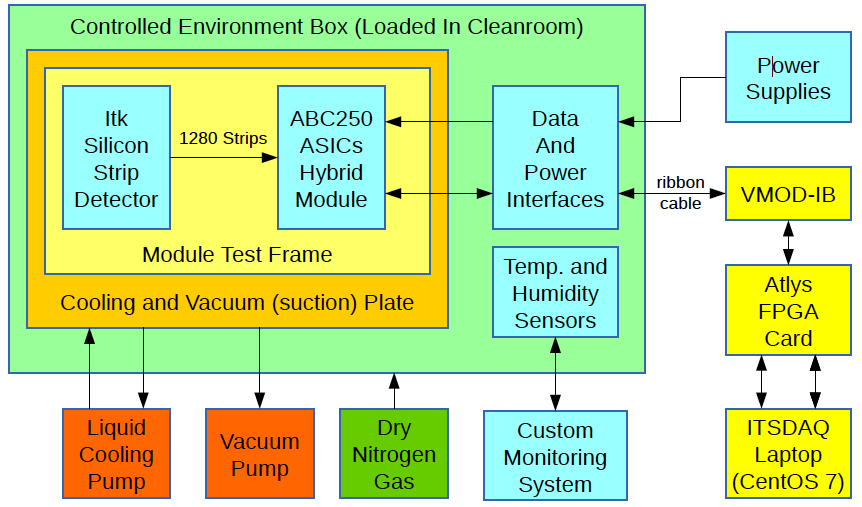 Controlled Environment Box (Loaded In Cleanroom)
Itk
Silicon
Strip
Detector
1280 Strips
ABC250
ASICs
Hybrid
Module
Data
And
Power
Interfaces
Power
Supplies
ribbon
cable
VMOD-IB
Module Test Frame
Cooling and Vacuum (suction) Plate
Temp. and
Humidity
Sensors
Atlys
FPGA
Card
Liquid
Cooling
Pump
Vacuum
Pump
Dry
Nitrogen
Gas
Custom
Monitoring
System
ITSDAQ
Laptop
(CentOS 7)